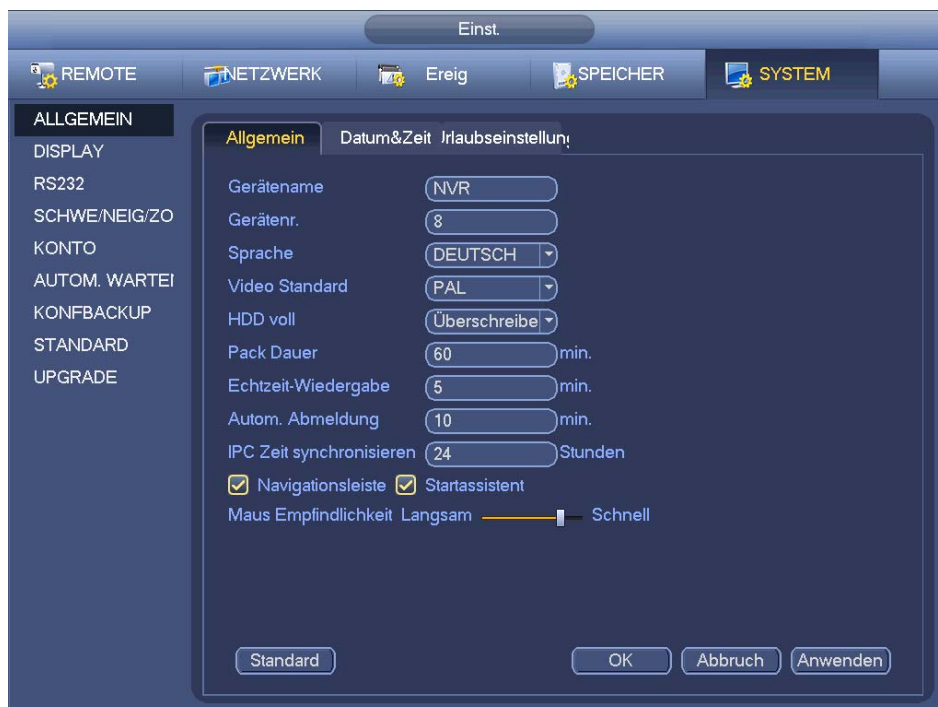 Einst.
REMOTE NETZWERK Ereig SPEICHER SYSTEM
ALLGEMEIN
DISPLAY
RS232
SCHWE/NEIG/ZO
KONTO
AUTOM. WARTEI
KONFBACKUP
STANDARD
UPGRADE
Allgemein Datum&Zeit Jrlaubseinstellung
Gerätename NVR
Gerätenr. 8
Sprache DEUTSCH
Video Standard PAL
HDD voll Überschreibe
Pack Dauer 60 min.
Echtzeit-Wiedergabe 5 min.
Autom. Abmeldung 10 min.
IPC Zeit synchronisieren 24 Stunden
Navigationsleiste Startassistent
Maus Empfindlichkeit Langsam Schnell
Standard OK Abbruch Anwenden